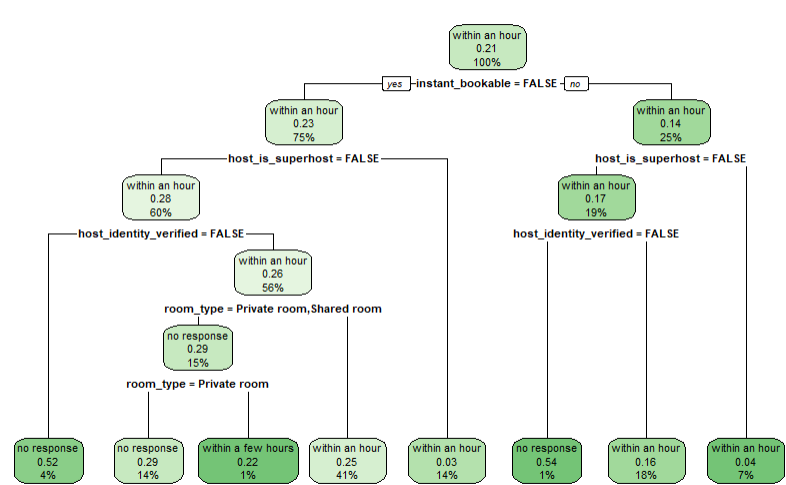 within an hour
0.21
100%
yes
instant_bookable = FALSE
no
within an hour
0.23
75%
within an hour
0.14
25%
host_is_superhost = FALSE
host_is_superhost = FALSE
within an hour
0.28
60%
within an hour
0.17
19%
host_identity_verified = FALSE
host_identity_verified = FALSE
within an hour
0.26
56%
room_type = Private room,Shared room
no response
0.29
15%
room_type = Private room
no response
0.52
4%
no response
0.29
14%
within a few hours
0.22
1%
within an hour
0.25
41%
within an hour
0.03
14%
no response
0.54
1%
within an hour
0.16
18%
within an hour
0.04
7%